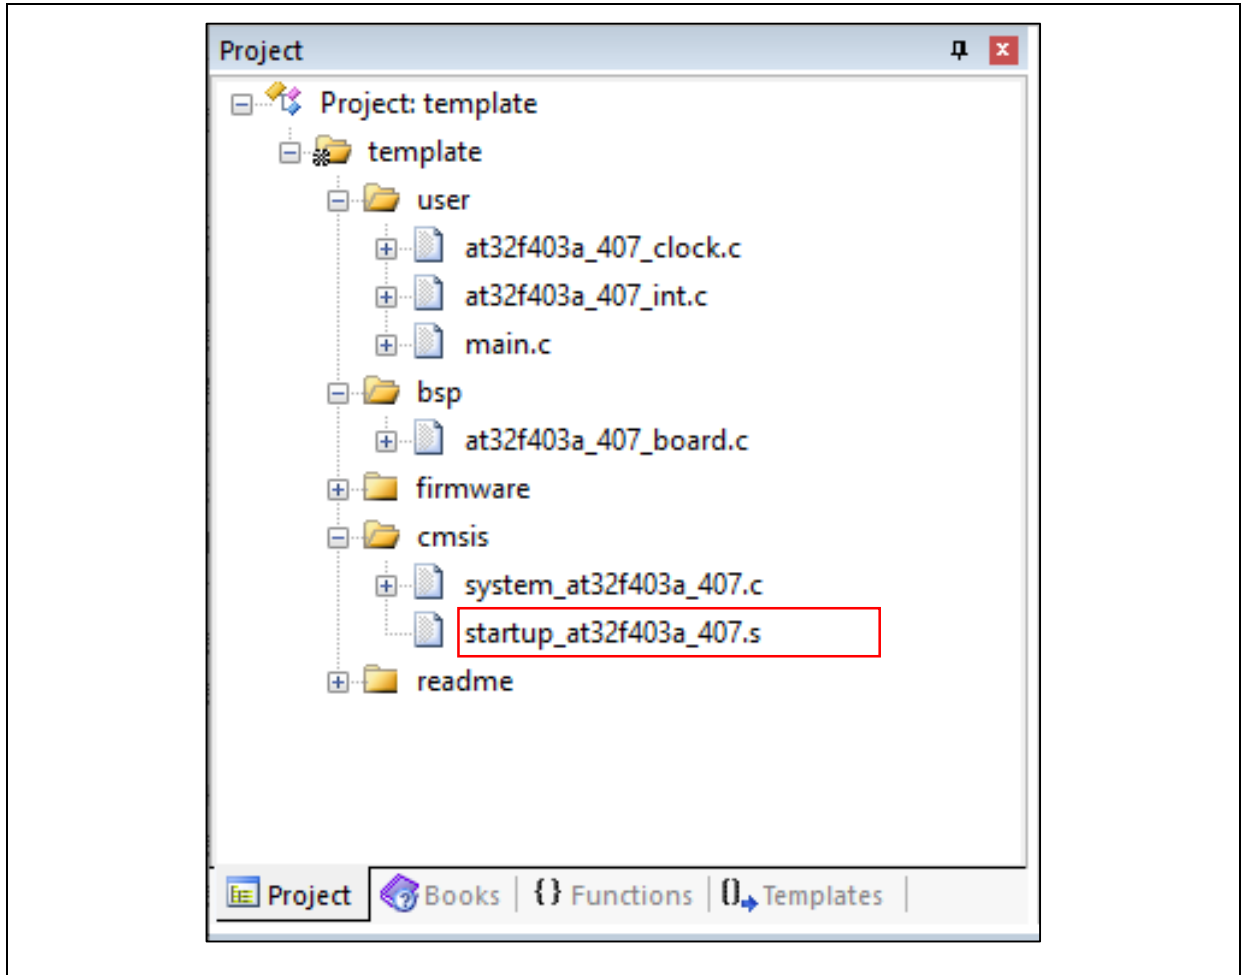 Project
Project: template
template
user
at32f403a_407_clock.c
at32f403a_407_int.c
main.c
bsp
at32f403a_407_board.c
firmware
cmsis
system_at32f403a_407.c
startup_at32f403a_407.s
readme
Project Books {} Functions Templates